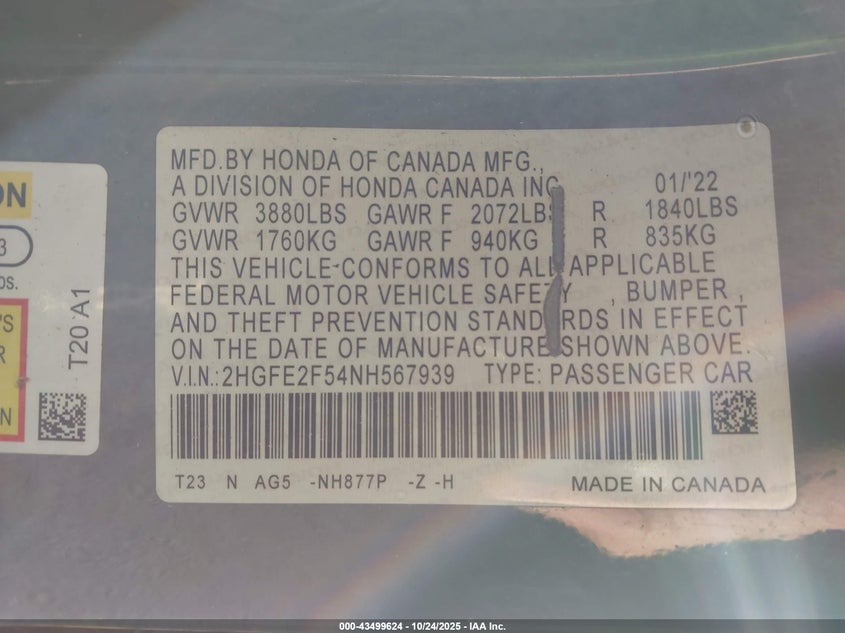 MFD.BY HONDA OF CANADA MFG.,
A DIVISION OF HONDA CANADA INC 01/'22
GVWR 3880LBS GAWR F 2072LBS R 1840LBS
GVWR 1760KG GAWR F 940KG R 835KG
THIS VEHICLE CONFORMS TO ALL APPLICABLE
FEDERAL MOTOR VEHICLE SAFETY , BUMPER ,
AND THEFT PREVENTION STANDARDS IN EFFECT
ON THE DATE OF MANUFACTURE SHOWN ABOVE.
V.I.N.: 2HGFE2F54NH567939 TYPE: PASSENGER CAR
T23 N AG5 -NH877P -Z -H MADE IN CANADA
ON
3
OS.
'S
R
N
T20 A1
000-43499624 - 10/24/2025 - IAA Inc.